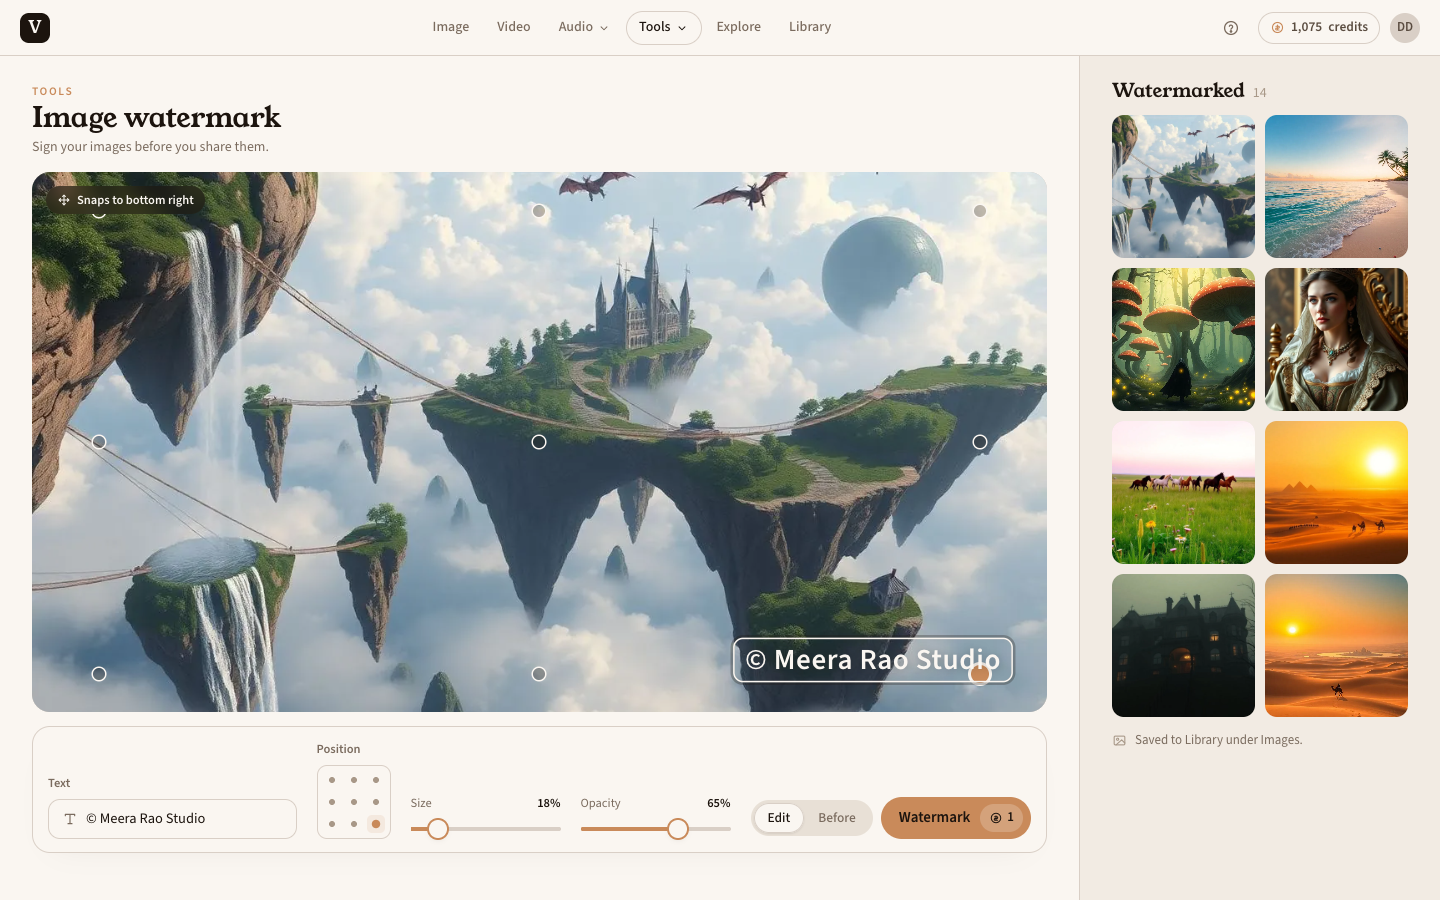 V
Image
Video
Audio
Tools
Explore
Library
1,075 credits
DD
TOOLS
Image watermark
Sign your images before you share them.
Snaps to bottom right
© Meera Rao Studio
Text
© Meera Rao Studio
Position
Size
18%
Opacity
65%
Edit
Before
Watermark
1
Watermarked 14
Saved to Library under Images.